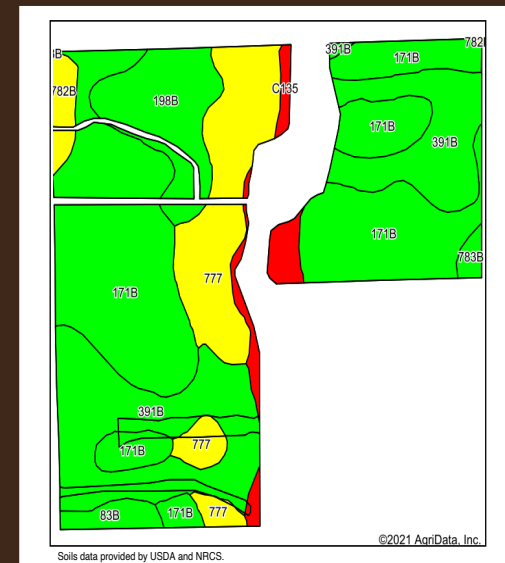 391B
782
3B
171B
782B
C135
198B
171B
391B
171B
783B
777
171B
391B
171B
777
83B
171B
777
©2021 AgriData, Inc.
Soils data provided by USDA and NRCS.